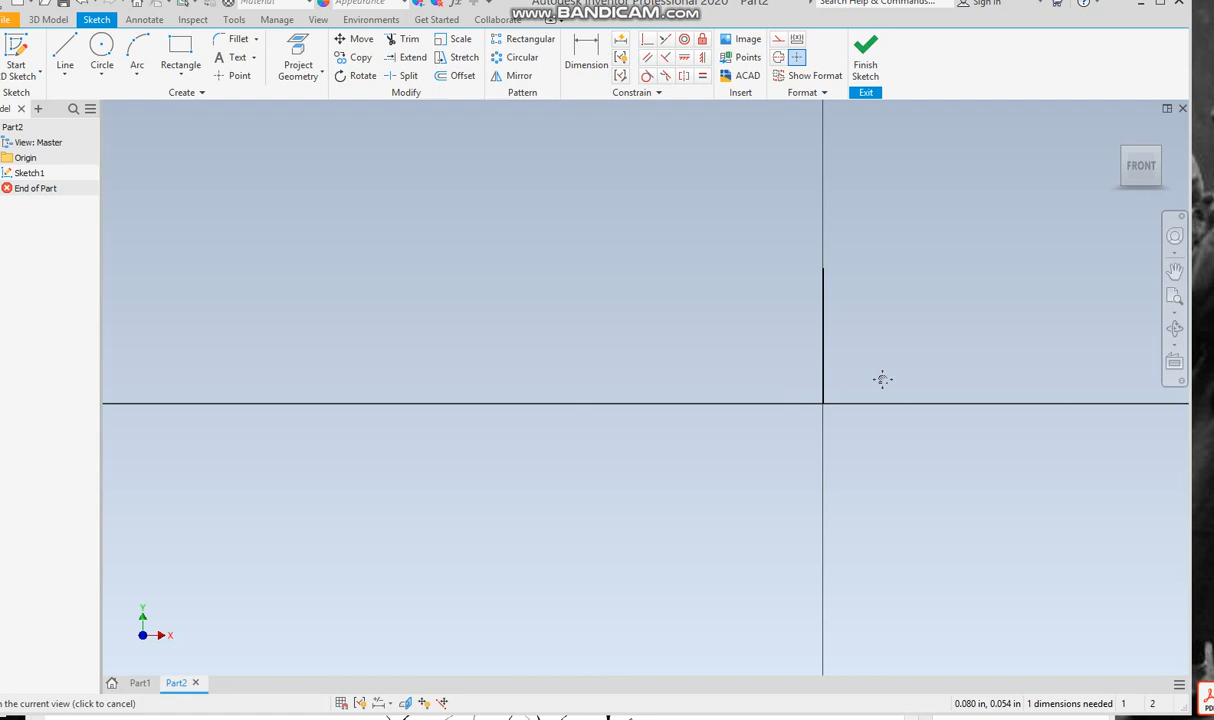 Autodesk Inventor Professional 2020 Part2
www.BANDICAM.com
Material Appearance Search Help & Commands... Sign In
File 3D Model Sketch Annotate Inspect Tools Manage View Environments Get Started Collaborate
Start
2D Sketch
Sketch
Line Circle Arc Rectangle
Fillet
Text
Point
Create
Project
Geometry
Move Trim Scale
Copy Extend Stretch
Rotate Split Offset
Modify
Rectangular
Circular
Mirror
Pattern
Dimension
Constrain
Image
Points
ACAD
Insert
Show Format
Format
Finish
Sketch
Exit
del
Part2
View: Master
Origin
Sketch1
End of Part
FRONT
Y
X
Part1 Part2
n the current view (click to cancel)
0.080 in, 0.054 in 1 dimensions needed 1 2
PD